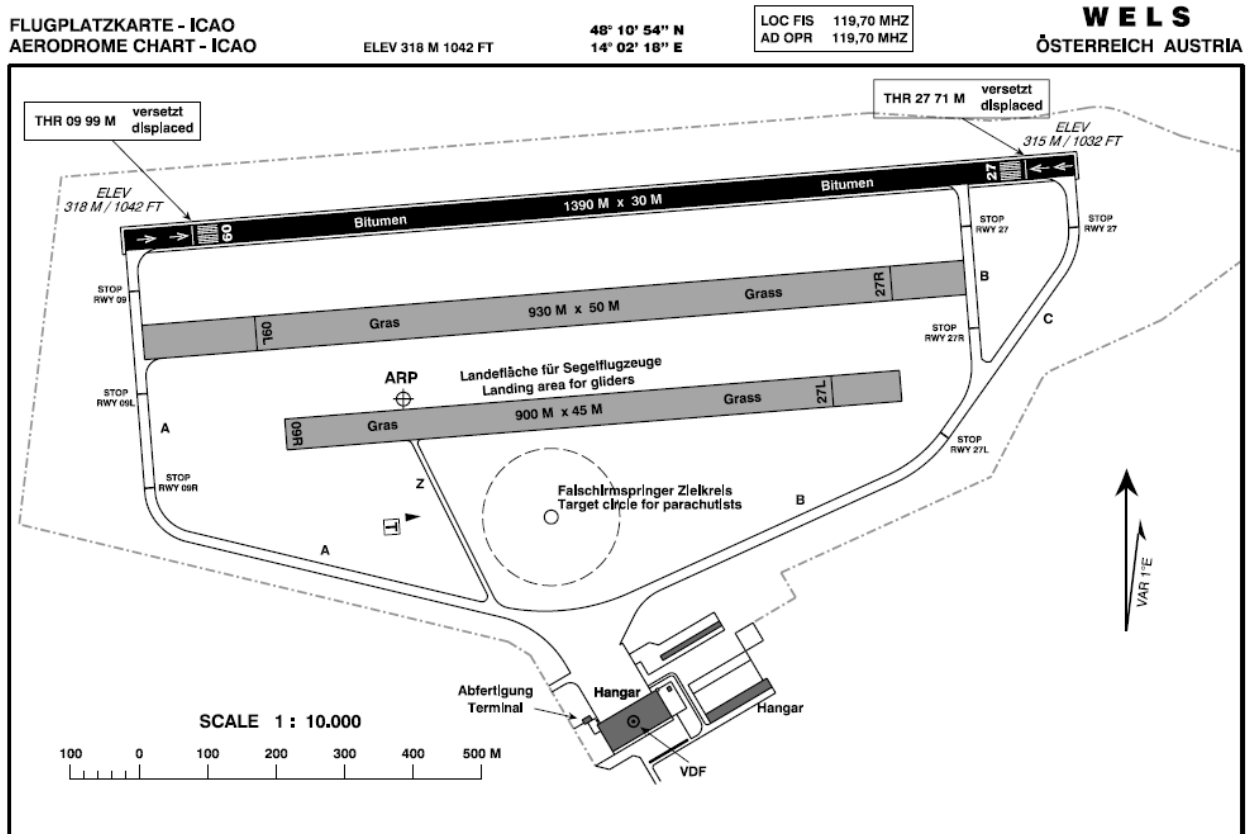 FLUGPLATZKARTE - ICAO
AERODROME CHART - ICAO
ELEV 318 M 1042 FT
48° 10' 54" N
14° 02' 18" E
LOC FIS 119,70 MHZ
AD OPR 119,70 MHZ
WELS
ÖSTERREICH AUSTRIA
THR 09 99 M versetzt
displaced
THR 27 71 M versetzt
displaced
ELEV
315 M / 1032 FT
ELEV
318 M / 1042 FT
09
Bitumen
1390 M x 30 M
Bitumen
27
STOP
RWY 27
STOP
RWY 27
STOP
RWY 09
09L
Gras
930 M x 50 M
Grass
27R
B
C
STOP
RWY 27R
Landefläche für Segelflugzeuge
Landing area for gliders
ARP
STOP
RWY 09L
A
09R
Gras
900 M x 45 M
Grass
27L
STOP
RWY 27L
STOP
RWY 09R
Z
Falschirmspringer Zielkreis
Target circle for parachutists
B
T
A
VAR 1°E
Abfertigung
Terminal
Hangar
Hangar
VDF
SCALE 1 : 10.000
100 0 100 200 300 400 500 M